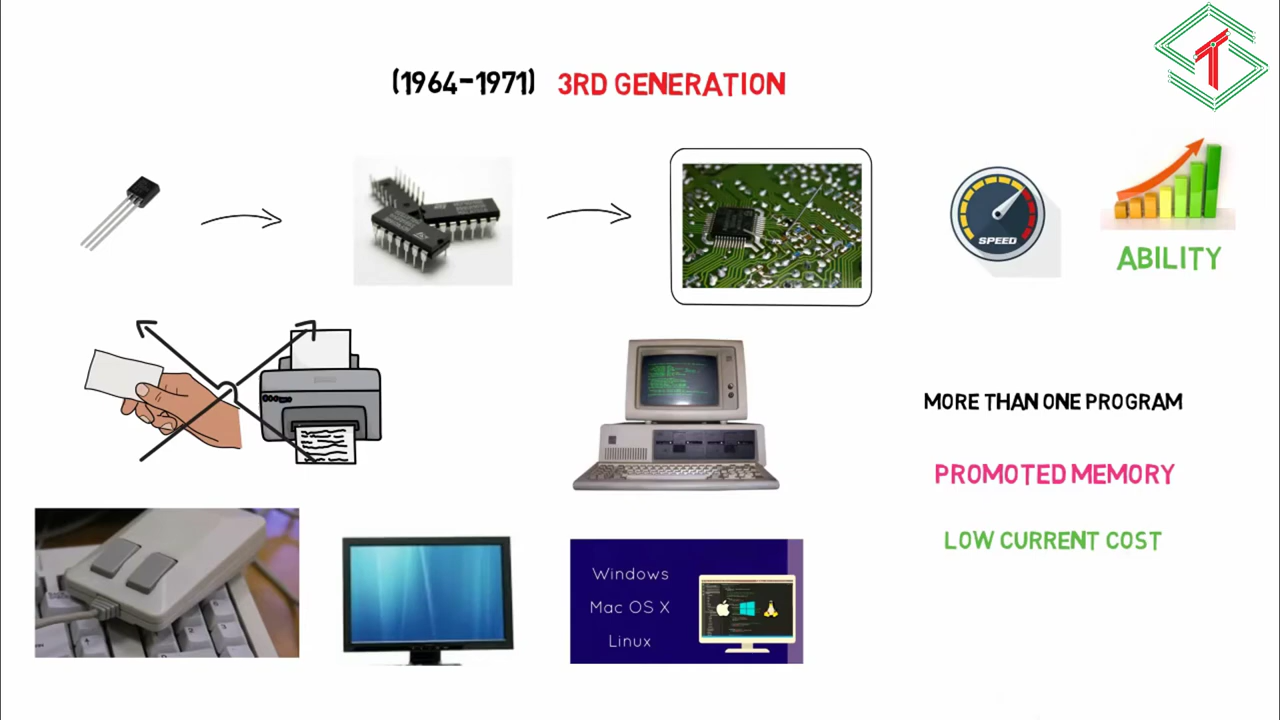 (1964-1971) 3RD GENERATION
SPEED
ABILITY
MORE THAN ONE PROGRAM
PROMOTED MEMORY
LOW CURRENT COST
Windows
Mac OS X
Linux